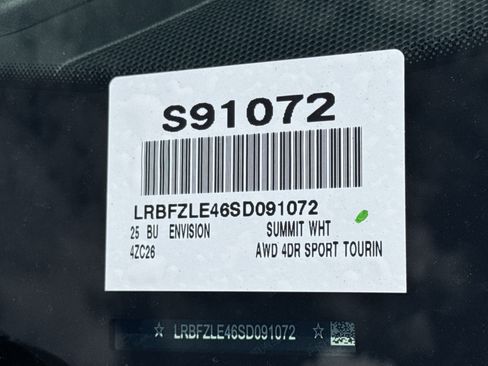 S91072
LRBFZLE46SD091072
25 BU ENVISION SUMMIT WHT
4ZC26 AWD 4DR SPORT TOURIN
☆ LRBFZLE46SD091072 ☆